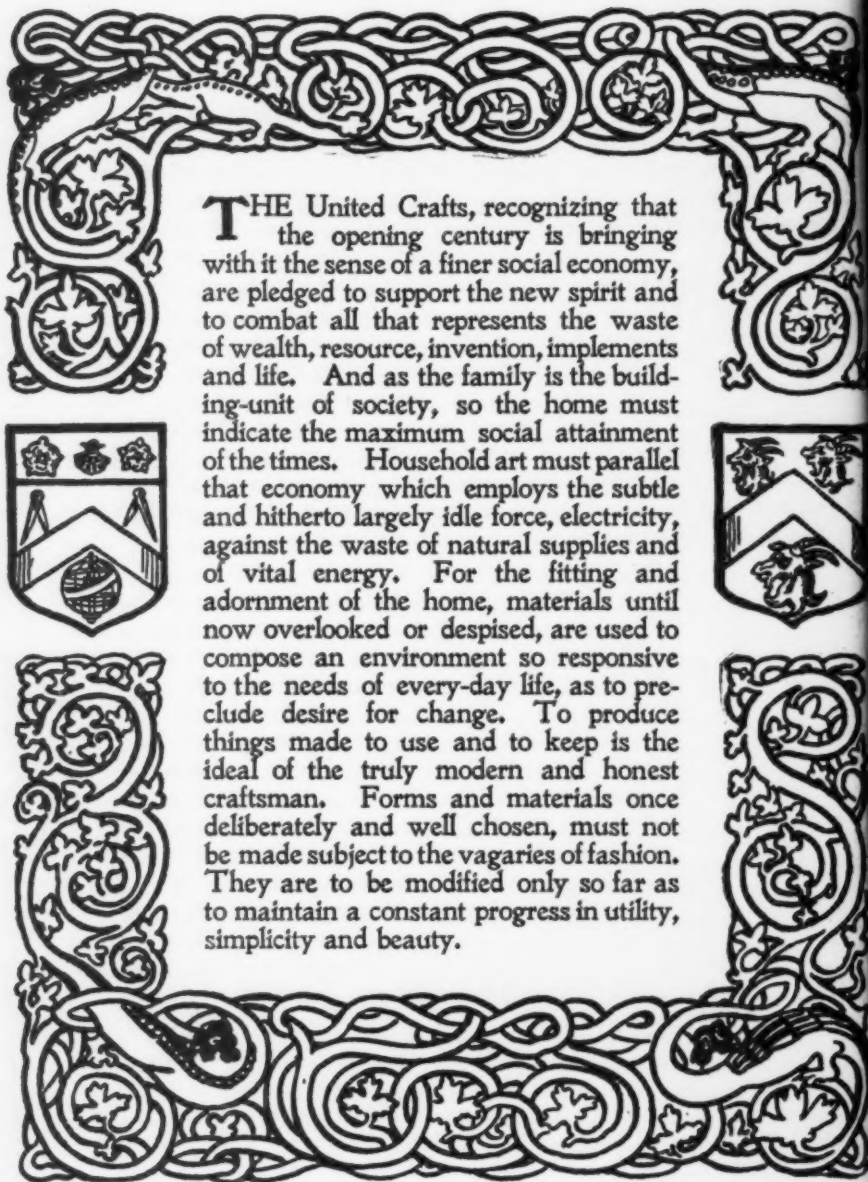 THE United Crafts, recognizing that
the opening century is bringing
with it the sense of a finer social economy,
are pledged to support the new spirit and
to combat all that represents the waste
of wealth, resource, invention, implements
and life. And as the family is the build-
ing-unit of society, so the home must
indicate the maximum social attainment
of the times. Household art must parallel
that economy which employs the subtle
and hitherto largely idle force, electricity,
against the waste of natural supplies and
of vital energy. For the fitting and
adornment of the home, materials until
now overlooked or despised, are used to
compose an environment so responsive
to the needs of every-day life, as to pre-
clude desire for change. To produce
things made to use and to keep is the
ideal of the truly modern and honest
craftsman. Forms and materials once
deliberately and well chosen, must not
be made subject to the vagaries of fashion.
They are to be modified only so far as
to maintain a constant progress in utility,
simplicity and beauty.